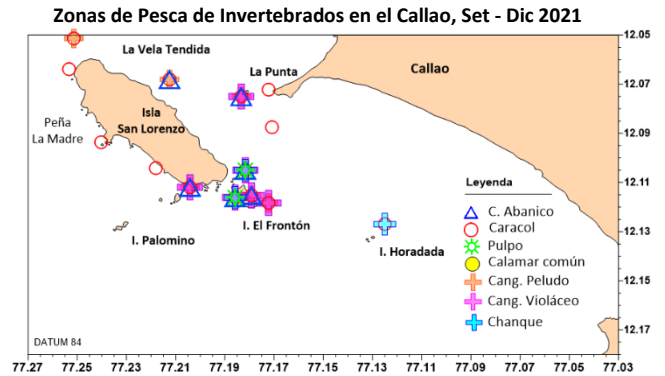 Zonas de Pesca de Invertebrados en el Callao, Set - Dic 2021
La Vela Tendida
La Punta
Callao
Peña
La Madre
Isla
San Lorenzo
I. Palomino
I. El Frontón
I. Horadada
Leyenda
C. Abanico
Caracol
Pulpo
Calamar común
Cang. Peludo
Cang. Violáceo
Chanque
DATUM 84
12.05
12.07
12.09
12.11
12.13
12.15
12.17
77.27 77.25 77.23 77.21 77.19 77.17 77.15 77.13 77.11 77.09 77.07 77.05 77.03